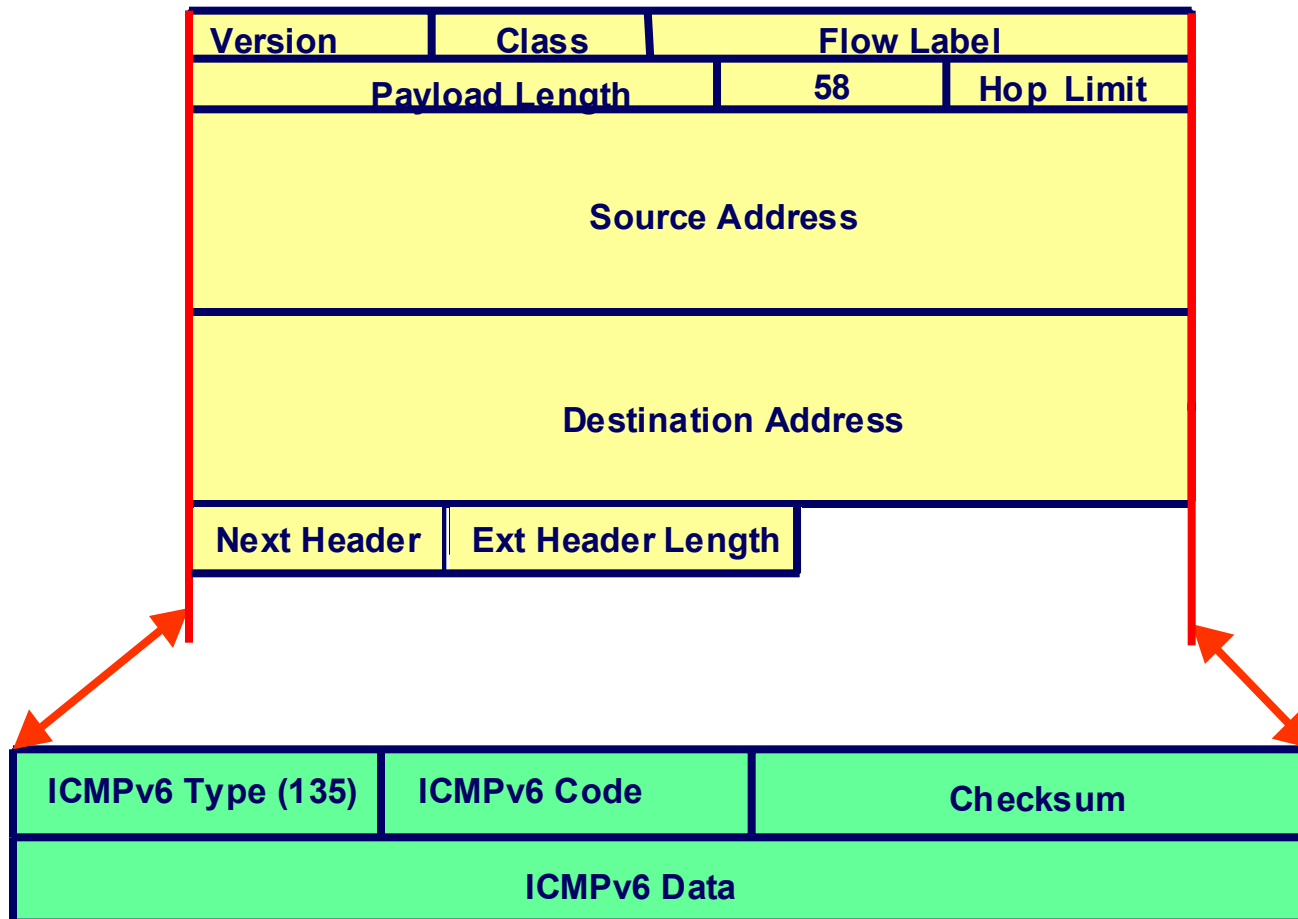 Version Class Flow Label
Payload Length 58 Hop Limit
Source Address
Destination Address
Next Header Ext Header Length
ICMPv6 Type (135) ICMPv6 Code Checksum
ICMPv6 Data